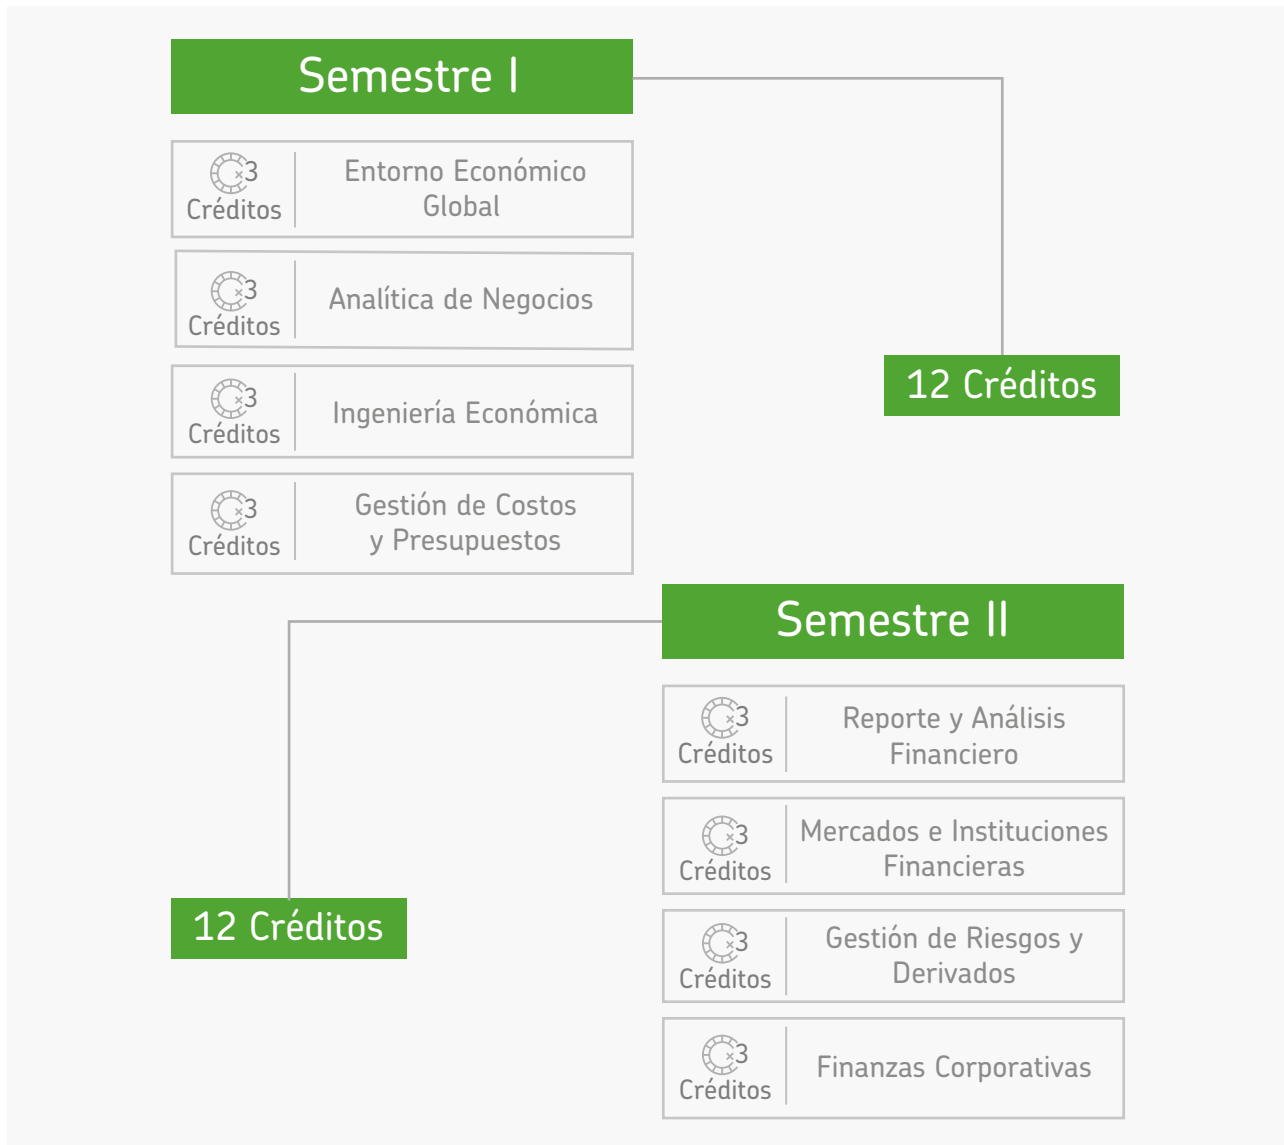 Semestre I
×3
Créditos
Entorno Económico
Global
×3
Créditos
Analítica de Negocios
×3
Créditos
Ingeniería Económica
×3
Créditos
Gestión de Costos
y Presupuestos
12 Créditos
Semestre II
×3
Créditos
Reporte y Análisis
Financiero
×3
Créditos
Mercados e Instituciones
Financieras
×3
Créditos
Gestión de Riesgos y
Derivados
×3
Créditos
Finanzas Corporativas
12 Créditos